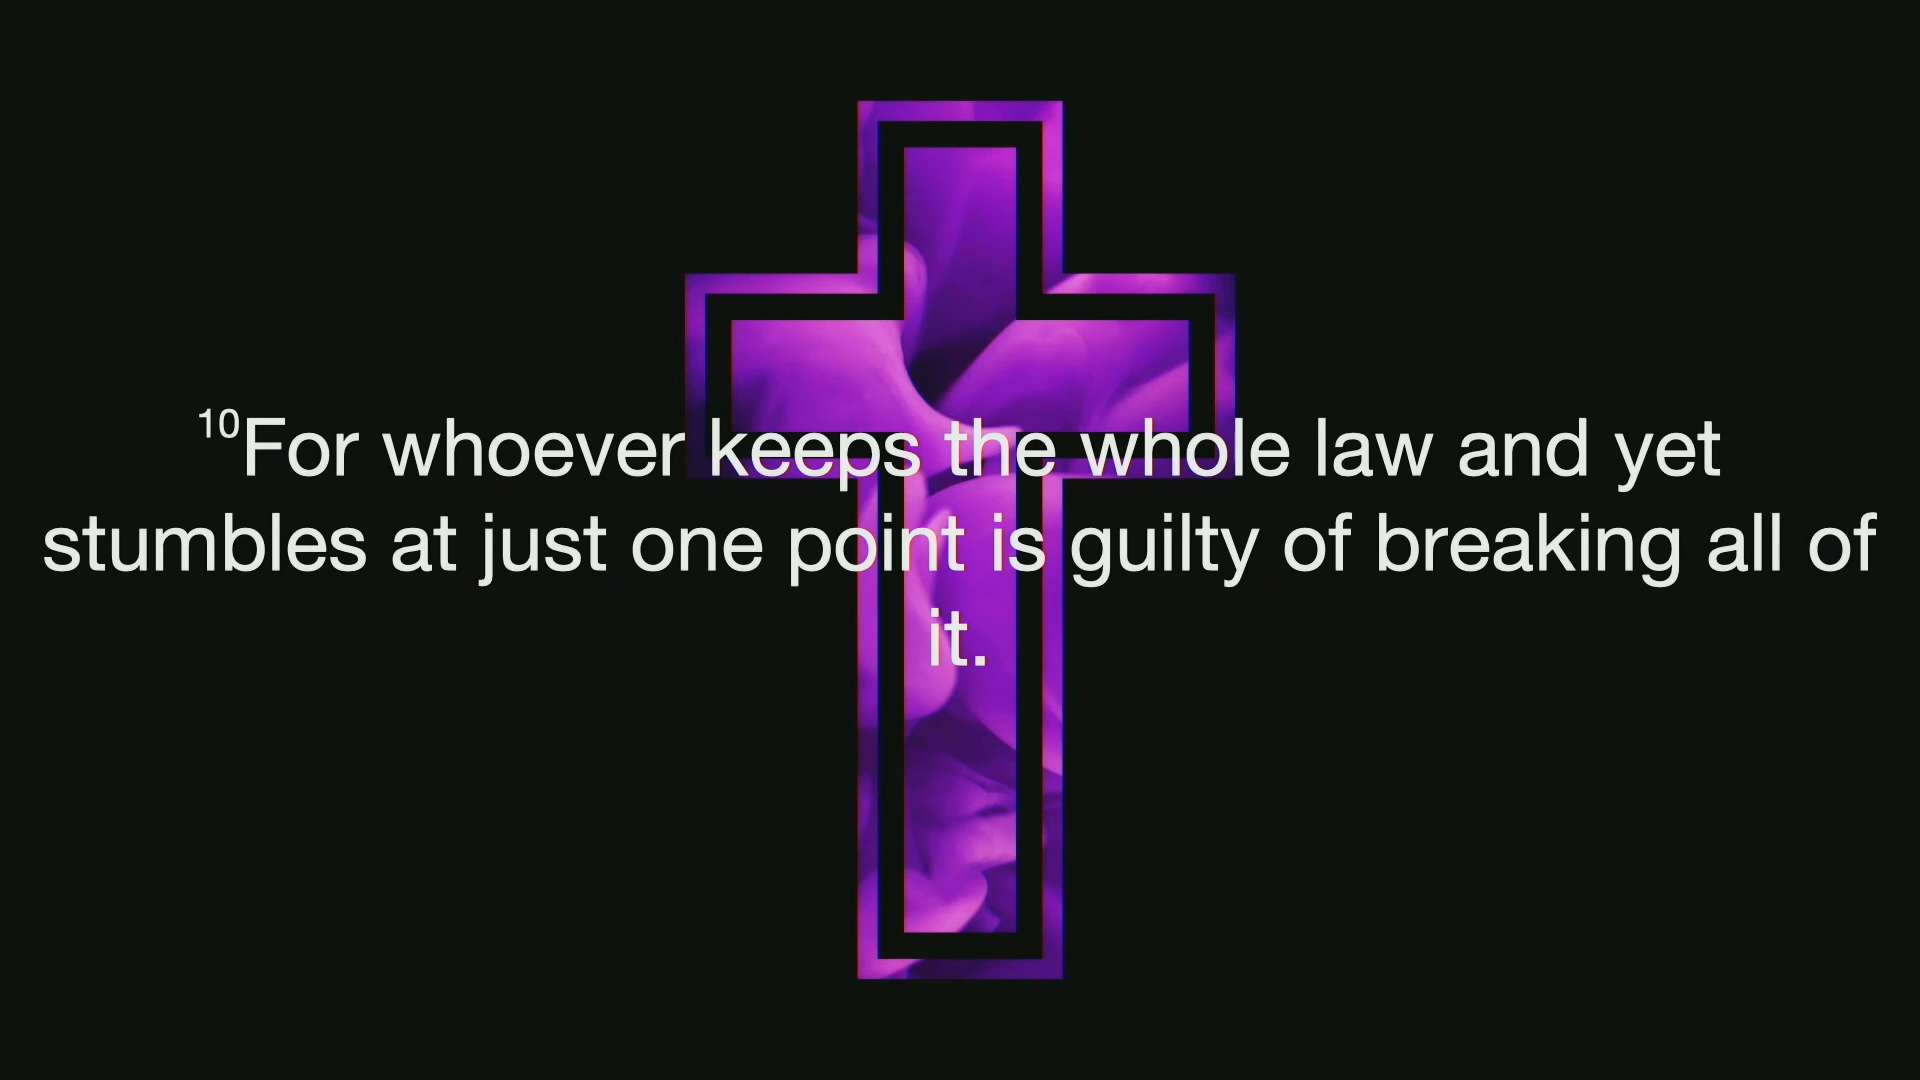 ¹⁰For whoever keeps the whole law and yet
stumbles at just one point is guilty of breaking all of
it.